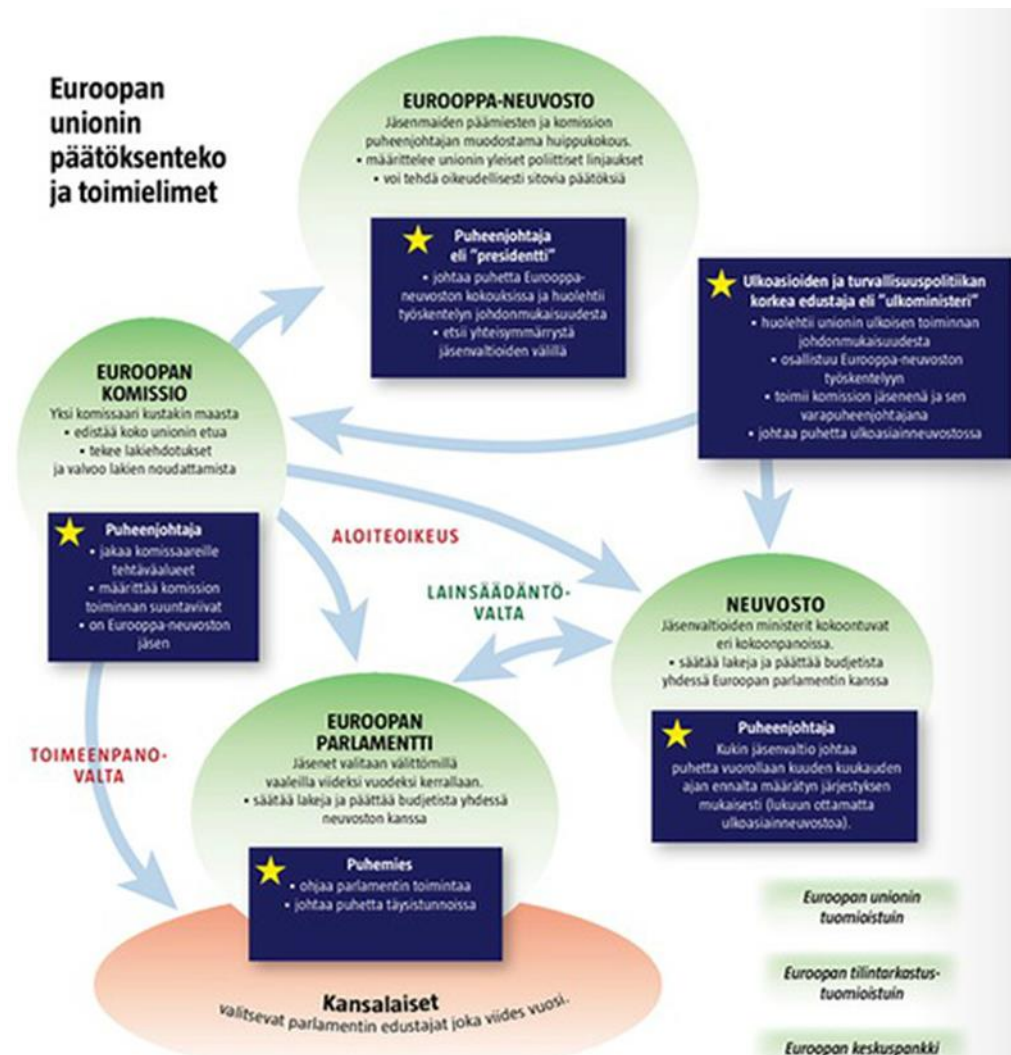 Euroopan
unionin
päätöksenteko
ja toimielimet
EUROOPPA-NEUVOSTO
Jäsenmaiden päämiesten ja komission
puheenjohtajan muodostama huippukokous.
• määrittelee unionin yleiset poliittiset linjaukset
• voi tehdä oikeudellisesti sitovia päätöksiä
Puheenjohtaja
eli "presidentti"
• johtaa puhetta Eurooppa-
neuvoston kokouksissa ja huolehtii
työskentelyn johdonmukaisuudesta
• etsii yhteisymmärrystä
jäsenvaltioiden välillä
Ulkoasioiden ja turvallisuuspolitiikan
korkea edustaja eli "ulkoministeri"
• huolehtii unionin ulkoisen toiminnan
johdonmukaisuudesta
• osallistuu Eurooppa-neuvoston
työskentelyyn
• toimii komission jäsenenä ja sen
varapuheenjohtajana
• johtaa puhetta ulkoasiainneuvostossa
EUROOPAN
KOMISSIO
Yksi komissaari kustakin maasta
• edistää koko unionin etua
• tekee lakiehdotukset
ja valvoo lakien noudattamista
Puheenjohtaja
• jakaa komissaareille
tehtäväalueet
• määrittää komission
toiminnan suuntaviivat
• on Eurooppa-neuvoston
jäsen
ALOITEOIKEUS
LAINSÄÄDÄNTÖ-
VALTA
NEUVOSTO
Jäsenvaltioiden ministerit kokoontuvat
eri kokoonpanoissa.
• säätää lakeja ja päättää budjetista
yhdessä Euroopan parlamentin kanssa
Puheenjohtaja
Kukin jäsenvaltio johtaa
puhetta vuorollaan kuuden kuukauden
ajan ennalta määrätyn järjestyksen
mukaisesti (lukuun ottamatta
ulkoasiainneuvostoa).
TOIMEENPANO-
VALTA
EUROOPAN
PARLAMENTTI
Jäsenet valitaan välittömillä
vaaleilla viideksi vuodeksi kerrallaan.
• säätää lakeja ja päättää budjetista yhdessä
neuvoston kanssa
Puhemies
• ohjaa parlamentin toimintaa
• johtaa puhetta täysistunnoissa
Kansalaiset
valitsevat parlamentin edustajat joka viides vuosi.
Euroopan unionin
tuomioistuin
Euroopan tilintarkastus-
tuomioistuin
Euroopan keskuspankki